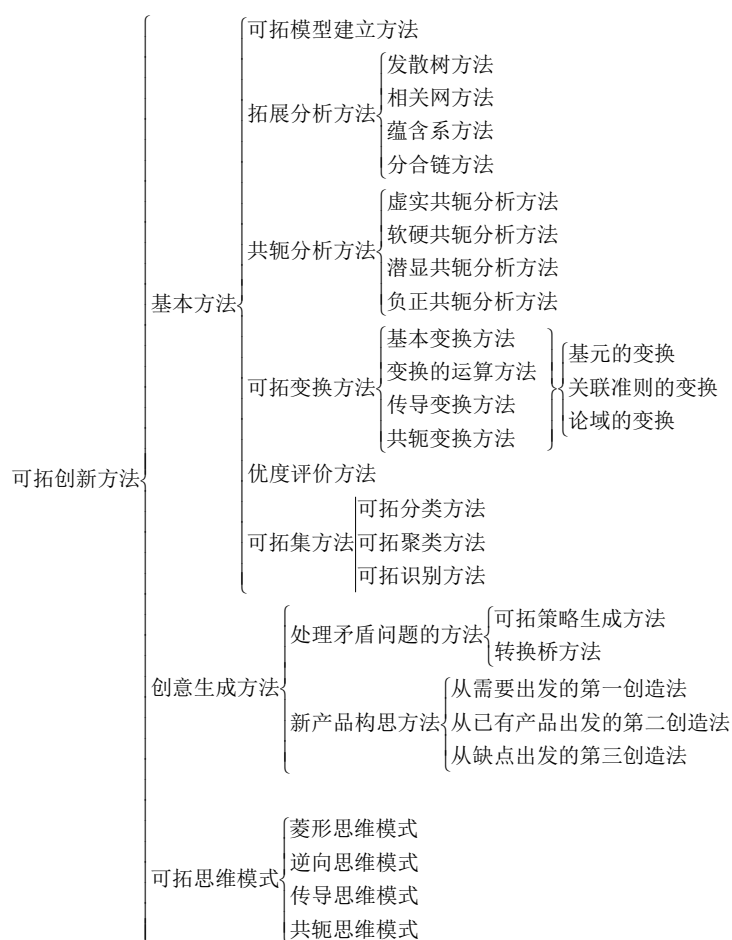 可拓创新方法
基本方法
可拓模型建立方法
拓展分析方法
发散树方法
相关网方法
蕴含系方法
分合链方法
共轭分析方法
虚实共轭分析方法
软硬共轭分析方法
潜显共轭分析方法
负正共轭分析方法
可拓变换方法
基本变换方法
变换的运算方法
传导变换方法
共轭变换方法
基元的变换
关联准则的变换
论域的变换
优度评价方法
可拓集方法
可拓分类方法
可拓聚类方法
可拓识别方法
创意生成方法
处理矛盾问题的方法
可拓策略生成方法
转换桥方法
新产品构思方法
从需要出发的第一创造法
从已有产品出发的第二创造法
从缺点出发的第三创造法
可拓思维模式
菱形思维模式
逆向思维模式
传导思维模式
共轭思维模式